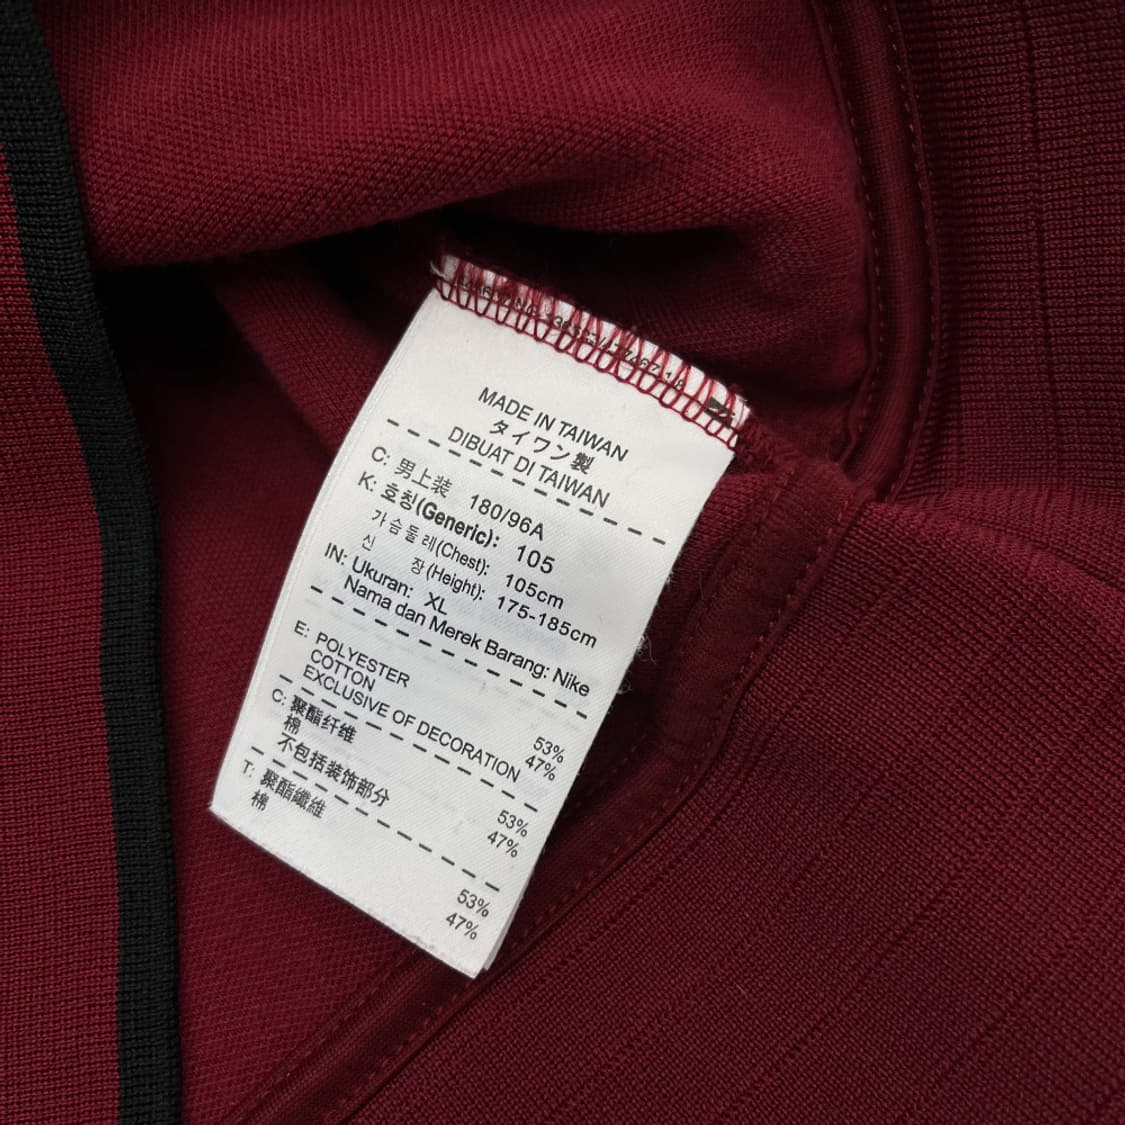 MADE IN TAIWAN
タイワン製
DIBUAT DI TAIWAN
C: 男上装 180/96A
K: 호칭(Generic): 105
가슴둘레(Chest): 105cm
신 장(Height): 175-185cm
IN: Ukuran: XL
Nama dan Merek Barang: Nike
E: POLYESTER 53%
COTTON 47%
EXCLUSIVE OF DECORATION
C: 聚酯纤维 53%
棉 47%
不包括装饰部分
T: 聚酯纖維 53%
棉 47%